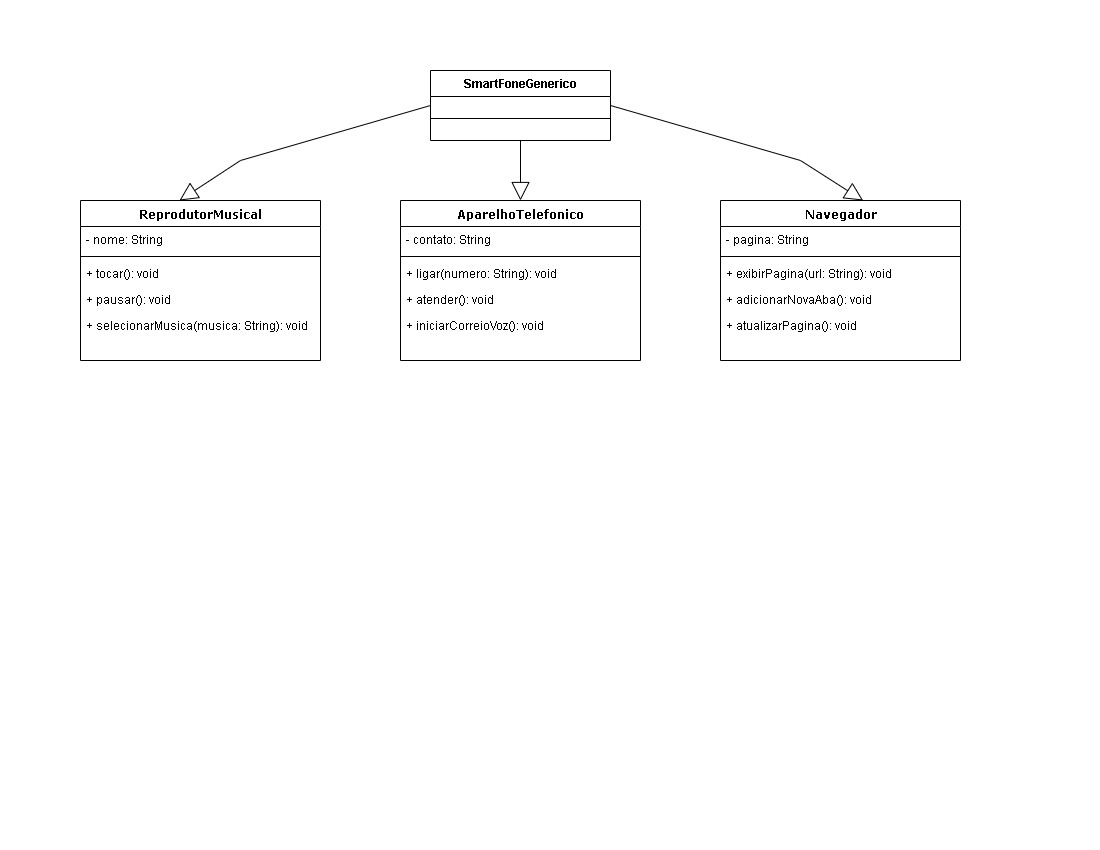 SmartFoneGenerico
ReprodutorMusical
- nome: String
+ tocar(): void
+ pausar(): void
+ selecionarMusica(musica: String): void
AparelhoTelefonico
- contato: String
+ ligar(numero: String): void
+ atender(): void
+ iniciarCorreioVoz(): void
Navegador
- pagina: String
+ exibirPagina(url: String): void
+ adicionarNovaAba(): void
+ atualizarPagina(): void